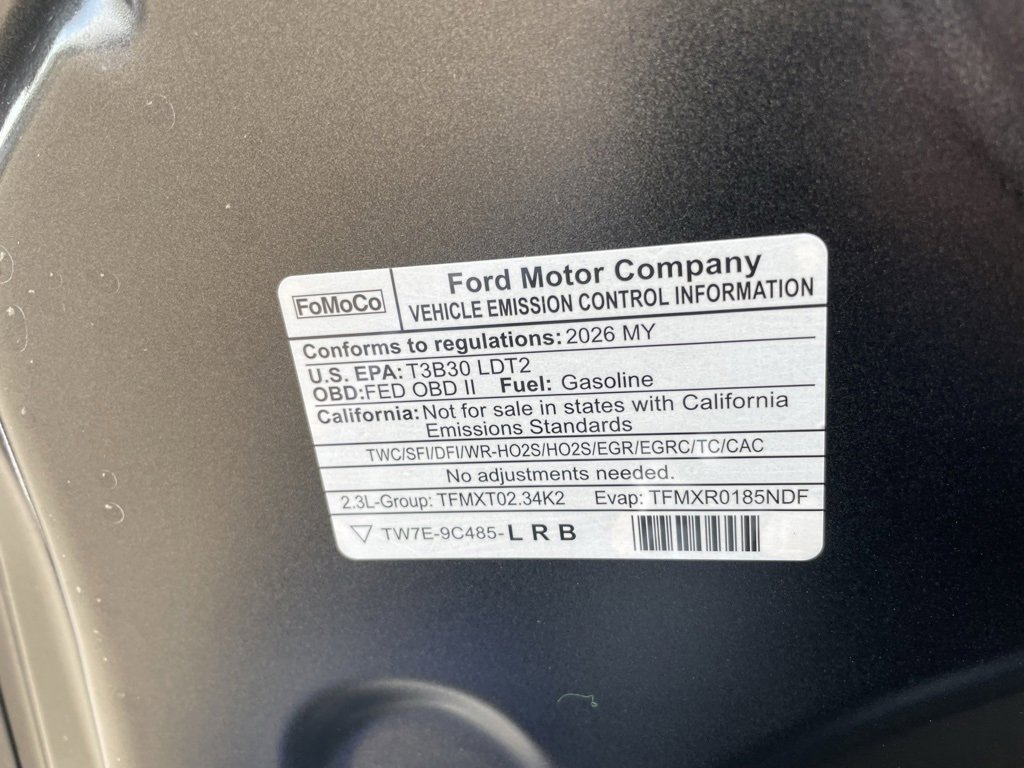 FoMoCo
Ford Motor Company
VEHICLE EMISSION CONTROL INFORMATION
Conforms to regulations: 2026 MY
U.S. EPA: T3B30 LDT2
OBD:FED OBD II Fuel: Gasoline
California: Not for sale in states with California
Emissions Standards
TWC/SFI/DFI/WR-HO2S/HO2S/EGR/EGRC/TC/CAC
No adjustments needed.
2.3L-Group: TFMXT02.34K2 Evap: TFMXR0185NDF
TW7E-9C485-L R B